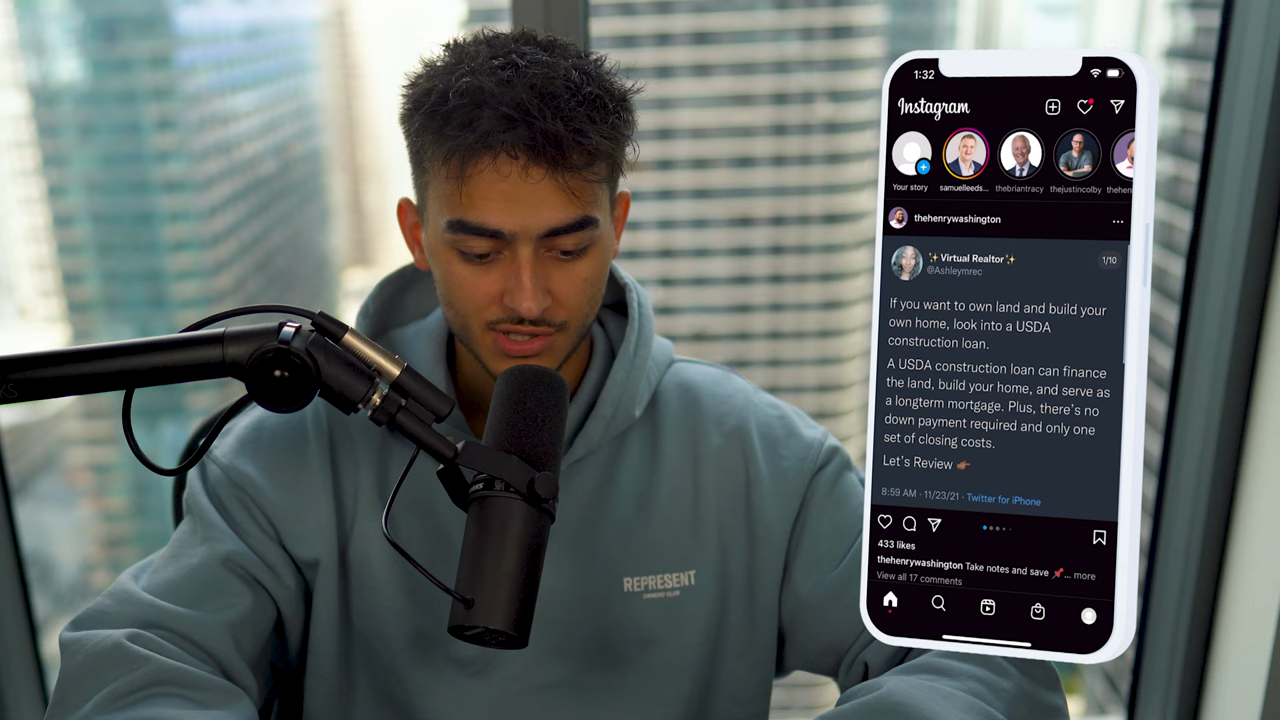 1:32
Instagram
Your story
samuelleeds...
thebriantracy
thejustincolby
thehen
thehenrywashington
✨Virtual Realtor✨
1/10
@Ashleymrec
If you want to own land and build your
own home, look into a USDA
construction loan.
A USDA construction loan can finance
the land, build your home, and serve as
a longterm mortgage. Plus, there's no
down payment required and only one
set of closing costs.
Let's Review 👉🏾
8:59 AM · 11/23/21 · Twitter for iPhone
433 likes
thehenrywashington Take notes and save 📌... more
View all 17 comments
REPRESENT
OWNERS' CLUB